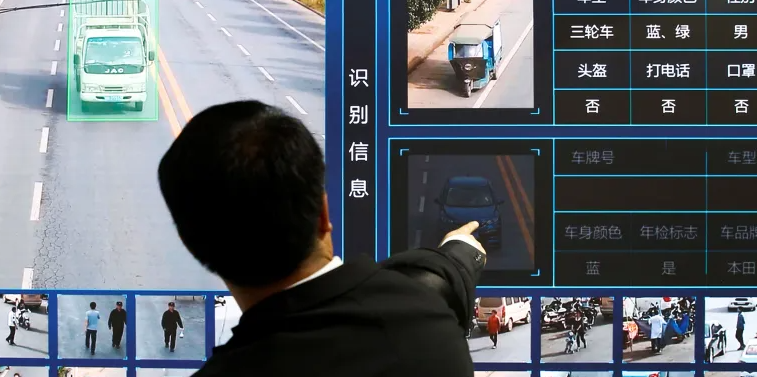 JAC
识别信息
三轮车 蓝、绿 男
头盔 打电话 口罩
否 否 否
车牌号 车型
车身颜色 年检标志 车品牌
蓝 是 本田